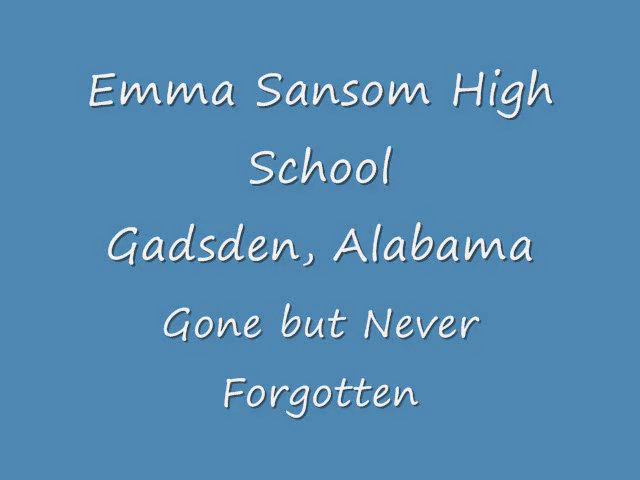 Emma Sansom High
School
Gadsden, Alabama
Gone but Never
Forgotten